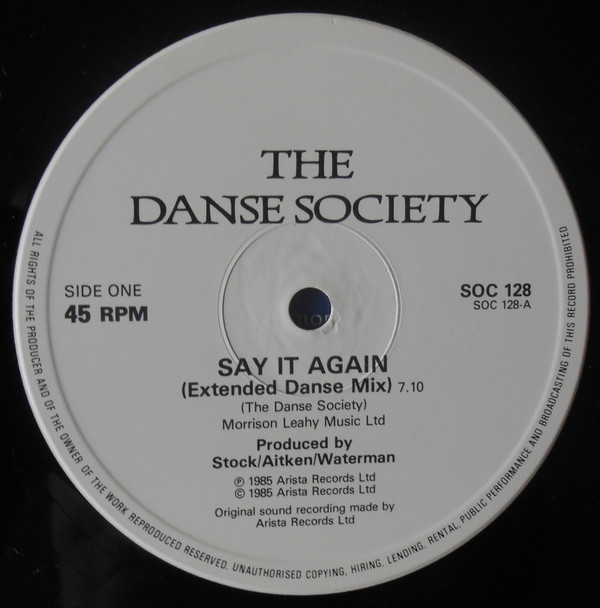 THE
DANSE SOCIETY
SIDE ONE
45 RPM
SOC 128
SOC 128-A
SAY IT AGAIN
(Extended Danse Mix) 7.10
(The Danse Society)
Morrison Leahy Music Ltd
Produced by
Stock/Aitken/Waterman
℗ 1985 Arista Records Ltd
© 1985 Arista Records Ltd
Original sound recording made by
Arista Records Ltd
ALL RIGHTS OF THE PRODUCER AND OF THE OWNER OF THE WORK REPRODUCED RESERVED. UNAUTHORISED COPYING, HIRING, LENDING, RENTAL, PUBLIC PERFORMANCE AND BROADCASTING OF THIS RECORD PROHIBITED